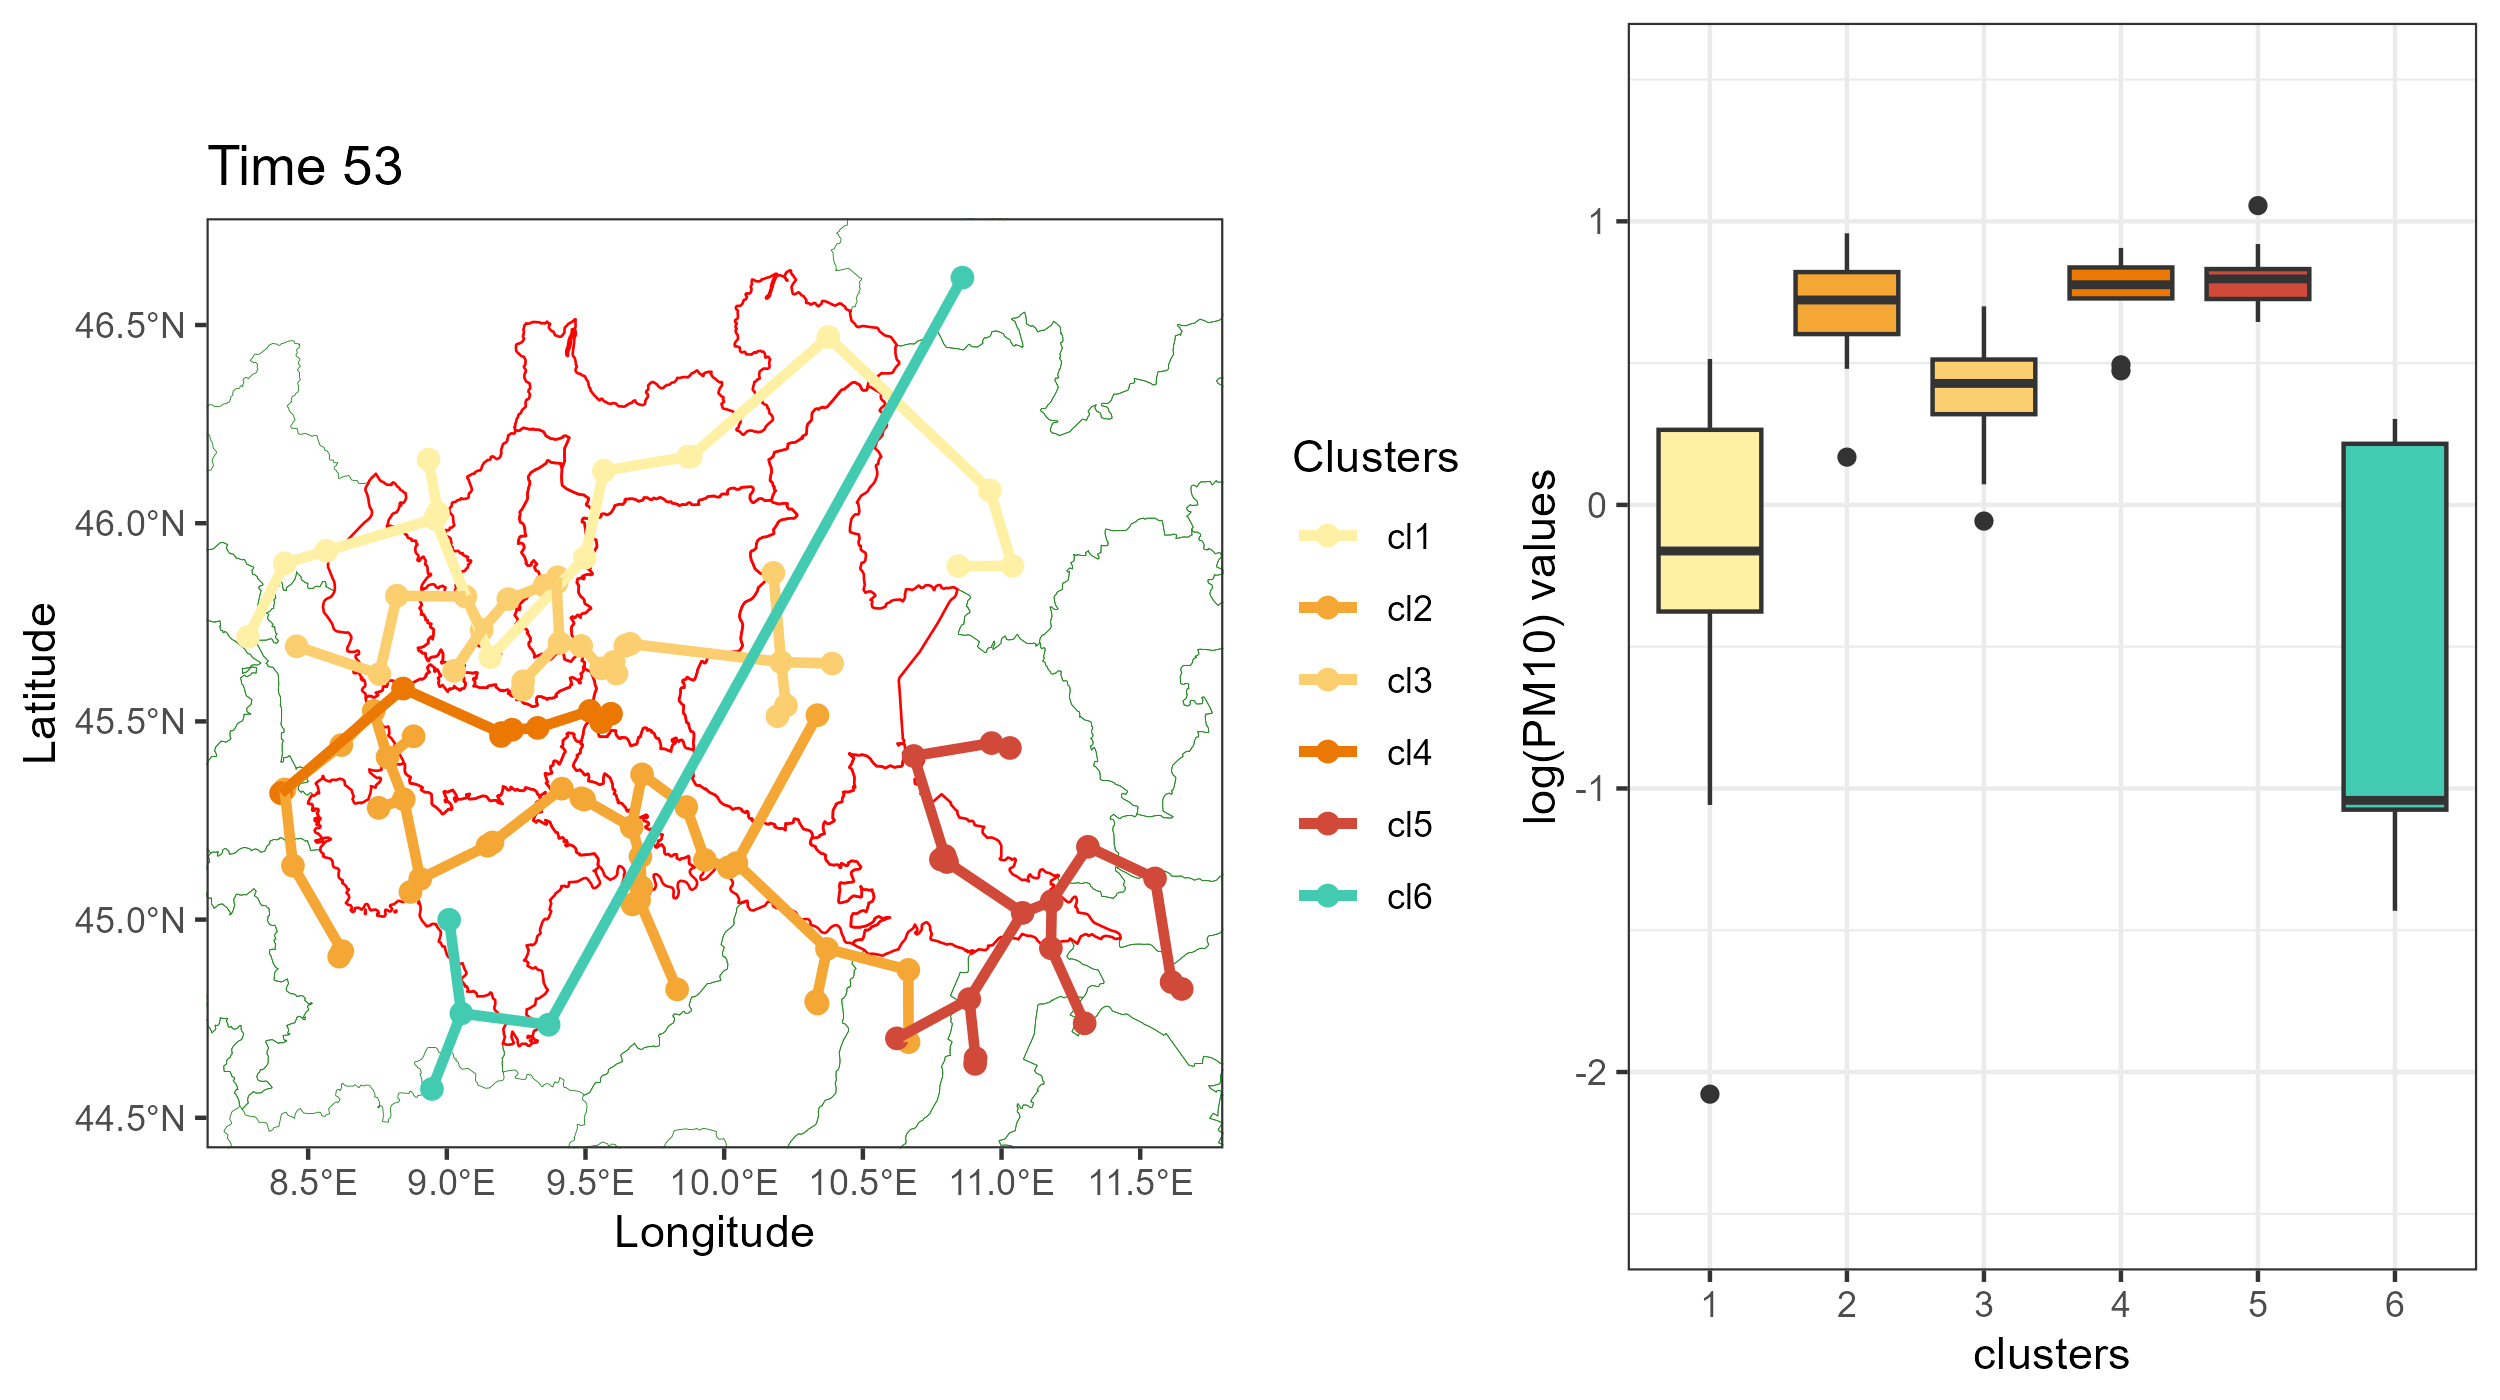 Time 53
46.5°N
46.0°N
45.5°N
45.0°N
44.5°N
Latitude
8.5°E 9.0°E 9.5°E 10.0°E 10.5°E 11.0°E 11.5°E
Longitude
Clusters
cl1
cl2
cl3
cl4
cl5
cl6
1
0
-1
-2
log(PM10) values
1 2 3 4 5 6
clusters